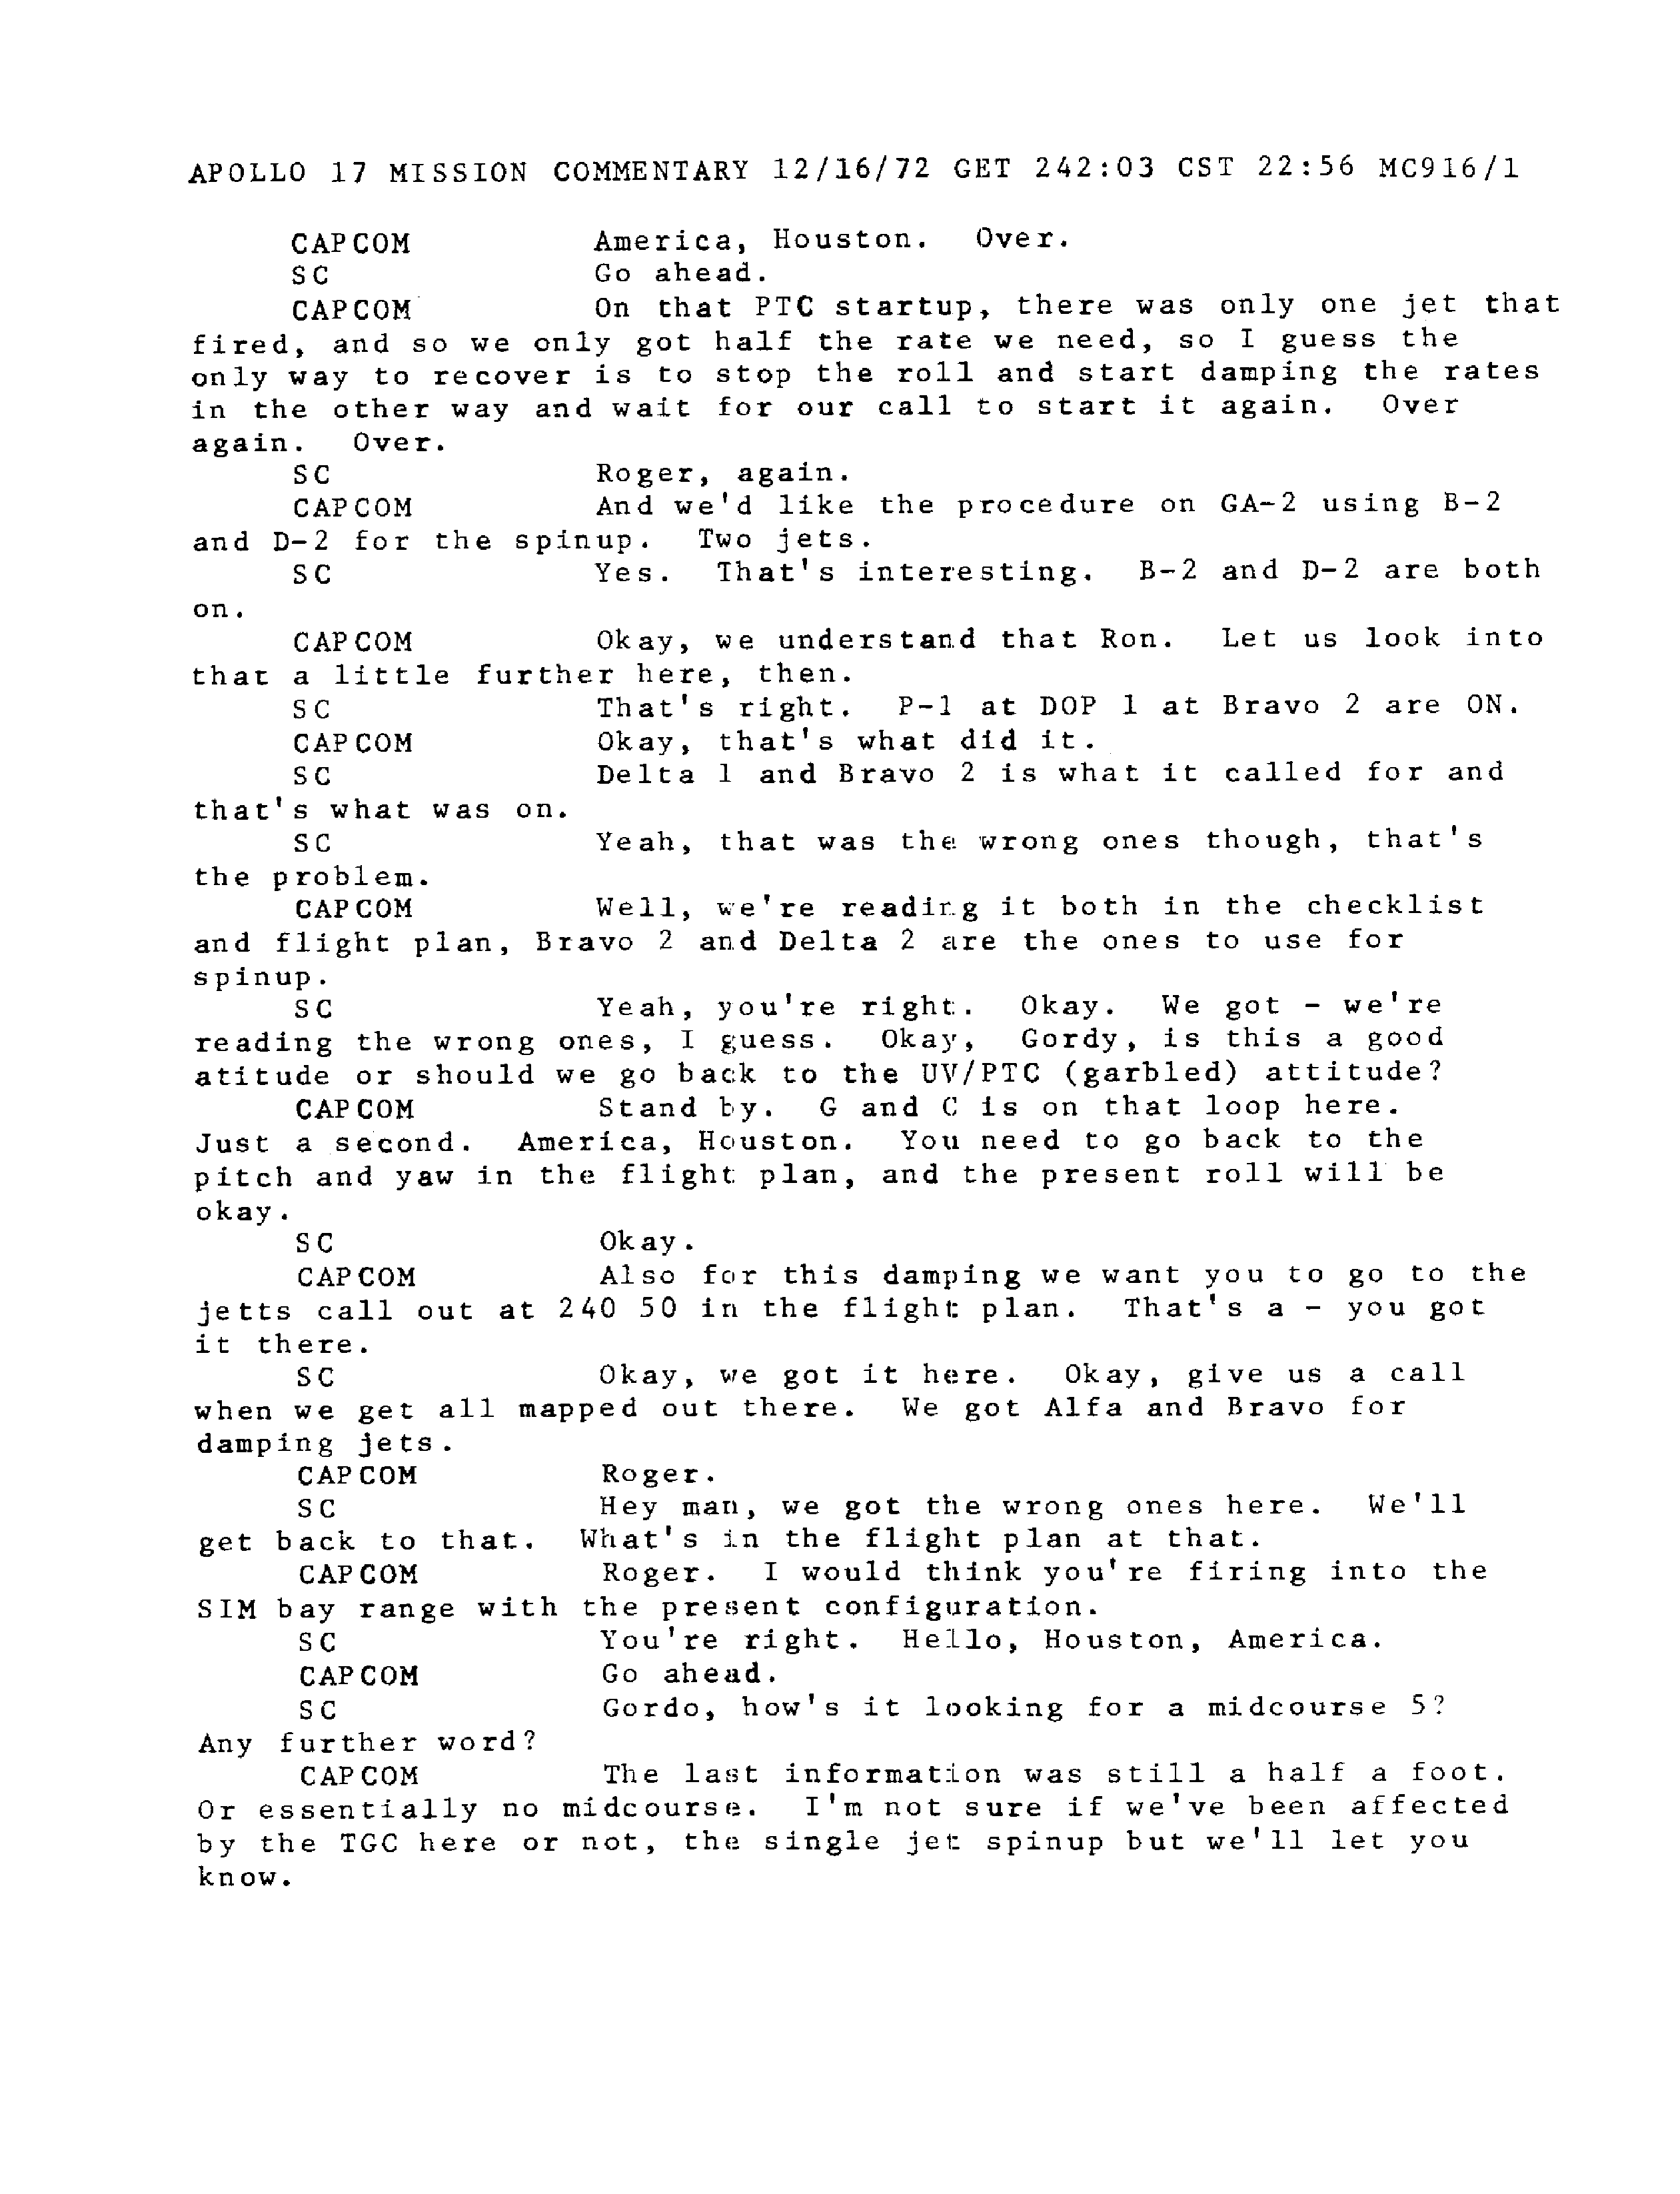 APOLLO 17 MISSION COMMENTARY 12/16/72 GET 242:03 CST 22:56 MC916/1
CAPCOM America, Houston. Over.
SC Go ahead.
CAPCOM On that PTC startup, there was only one jet that
fired, and so we only got half the rate we need, so I guess the
only way to recover is to stop the roll and start damping the rates
in the other way and wait for our call to start it again. Over
again. Over.
SC Roger, again.
CAPCOM And we'd like the procedure on GA-2 using B-2
and D-2 for the spinup. Two jets.
SC Yes. That's interesting. B-2 and D-2 are both
on.
CAPCOM Okay, we understand that Ron. Let us look into
that a little further here, then.
SC That's right. P-1 at DOP 1 at Bravo 2 are ON.
CAPCOM Okay, that's what did it.
SC Delta 1 and Bravo 2 is what it called for and
that's what was on.
SC Yeah, that was the wrong ones though, that's
the problem.
CAPCOM Well, we're reading it both in the checklist
and flight plan, Bravo 2 and Delta 2 are the ones to use for
spinup.
SC Yeah, you're right. Okay. We got - we're
reading the wrong ones, I guess. Okay, Gordy, is this a good
atitude or should we go back to the UV/PTC (garbled) attitude?
CAPCOM Stand by. G and C is on that loop here.
Just a second. America, Houston. You need to go back to the
pitch and yaw in the flight plan, and the present roll will be
okay.
SC Okay.
CAPCOM Also for this damping we want you to go to the
jetts call out at 240 50 in the flight plan. That's a - you got
it there.
SC Okay, we got it here. Okay, give us a call
when we get all mapped out there. We got Alfa and Bravo for
damping jets.
CAPCOM Roger.
SC Hey man, we got the wrong ones here. We'll
get back to that. What's in the flight plan at that.
CAPCOM Roger. I would think you're firing into the
SIM bay range with the present configuration.
SC You're right. Hello, Houston, America.
CAPCOM Go ahead.
SC Gordo, how's it looking for a midcourse 5?
Any further word?
CAPCOM The last information was still a half a foot.
Or essentially no midcourse. I'm not sure if we've been affected
by the TGC here or not, the single jet spinup but we'll let you
know.